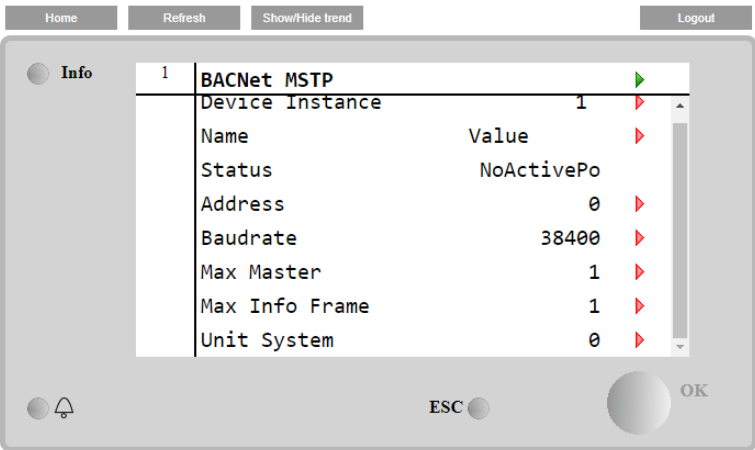 Home Refresh Show/Hide trend Logout
Info
1 BACNet MSTP
Device Instance 1
Name Value
Status NoActivePo
Address 0
Baudrate 38400
Max Master 1
Max Info Frame 1
Unit System 0
ESC OK